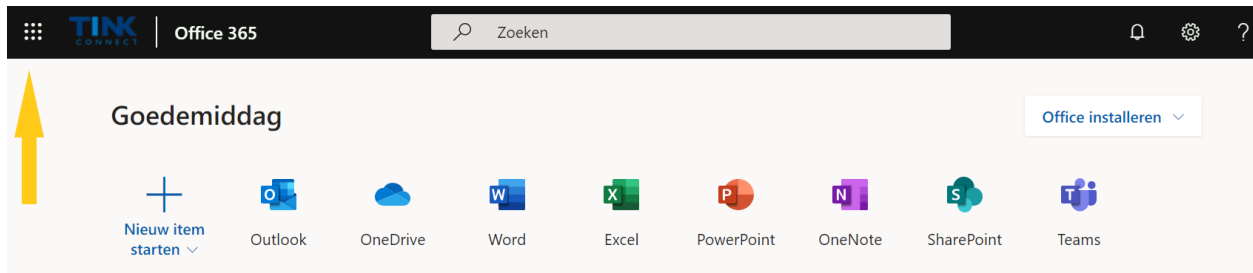 TINK
CONNECT
Office 365
Zoeken
?
Goedemiddag
Office installeren
Nieuw item
starten
Outlook
OneDrive
Word
Excel
PowerPoint
OneNote
SharePoint
Teams